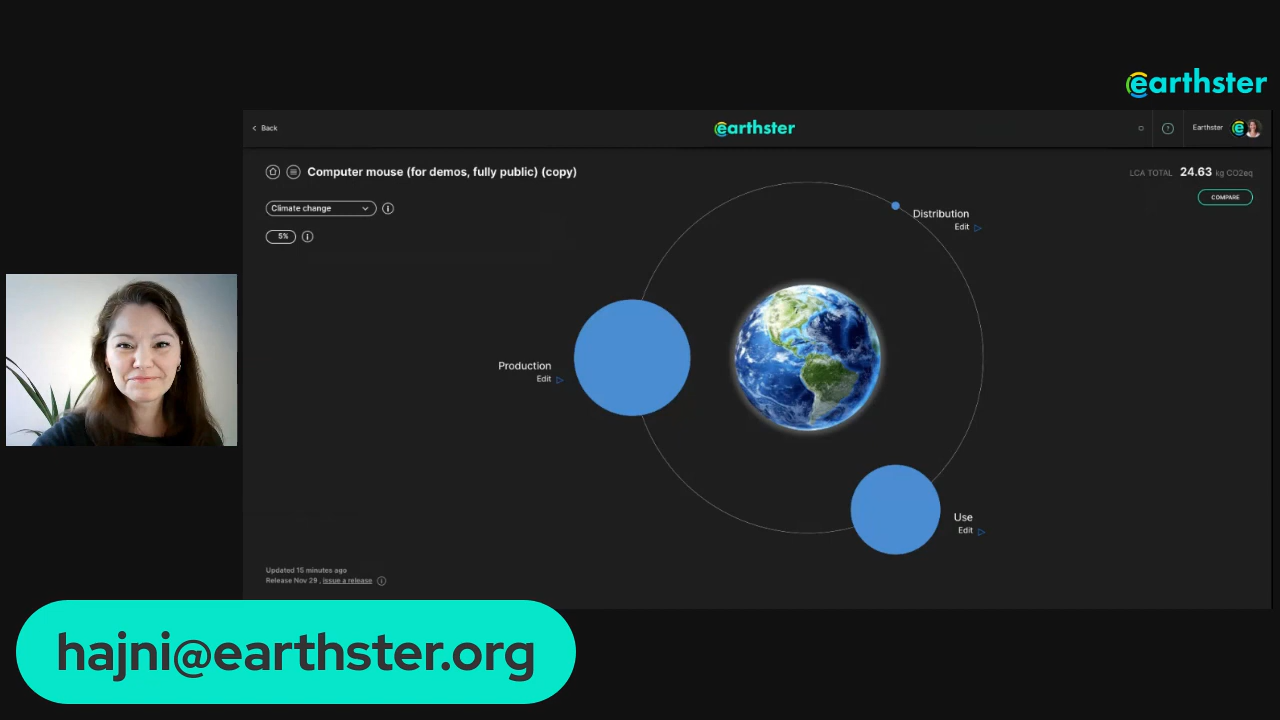 earthster
Back
earthster
Earthster
Computer mouse (for demos, fully public) (copy)
LCA TOTAL 24.63 kg CO2eq
COMPARE
Climate change
5%
Distribution
Edit
Production
Edit
Use
Edit
Updated 15 minutes ago
Release Nov 29 , issue a release
hajni@earthster.org